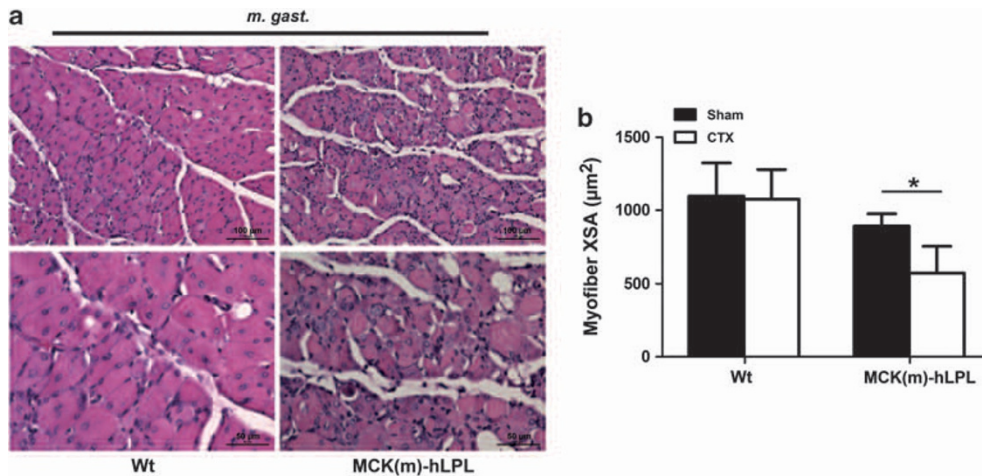 a
m. gast.
100 µm
100 µm
50 µm
50 µm
Wt
MCK(m)-hLPL
b
Sham
CTX
Myofiber XSA (µm²)
1500
1000
500
0
*
Wt
MCK(m)-hLPL